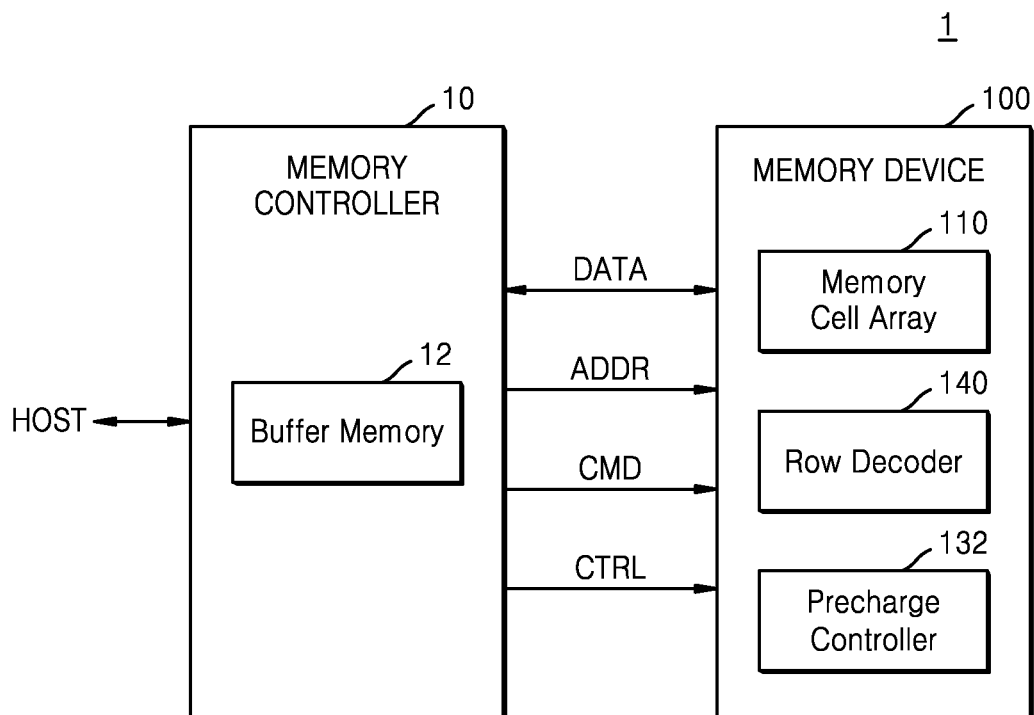 1
10
100
MEMORY
CONTROLLER
MEMORY DEVICE
110
DATA
Memory
Cell Array
12
ADDR
140
HOST
Buffer Memory
Row Decoder
CMD
132
CTRL
Precharge
Controller